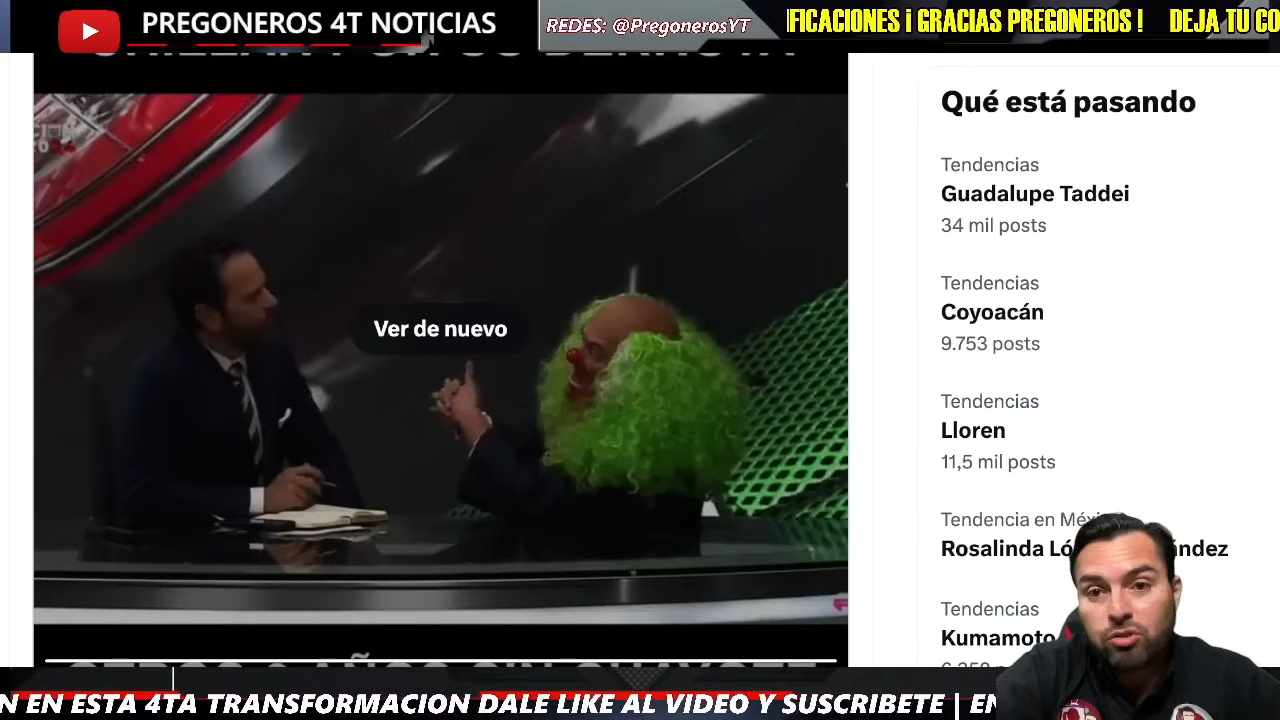 PREGONEROS 4T NOTICIAS
REDES: @PregonerosYT
IFICACIONES ¡ GRACIAS PREGONEROS ! DEJA TU CO
Ver de nuevo
Qué está pasando
Tendencias
Guadalupe Taddei
34 mil posts
Tendencias
Coyoacán
9.753 posts
Tendencias
Lloren
11,5 mil posts
Tendencia en Méxi
Rosalinda Ló ández
Tendencias
Kumamoto
N EN ESTA 4TA TRANSFORMACION DALE LIKE AL VIDEO Y SUSCRIBETE | EN